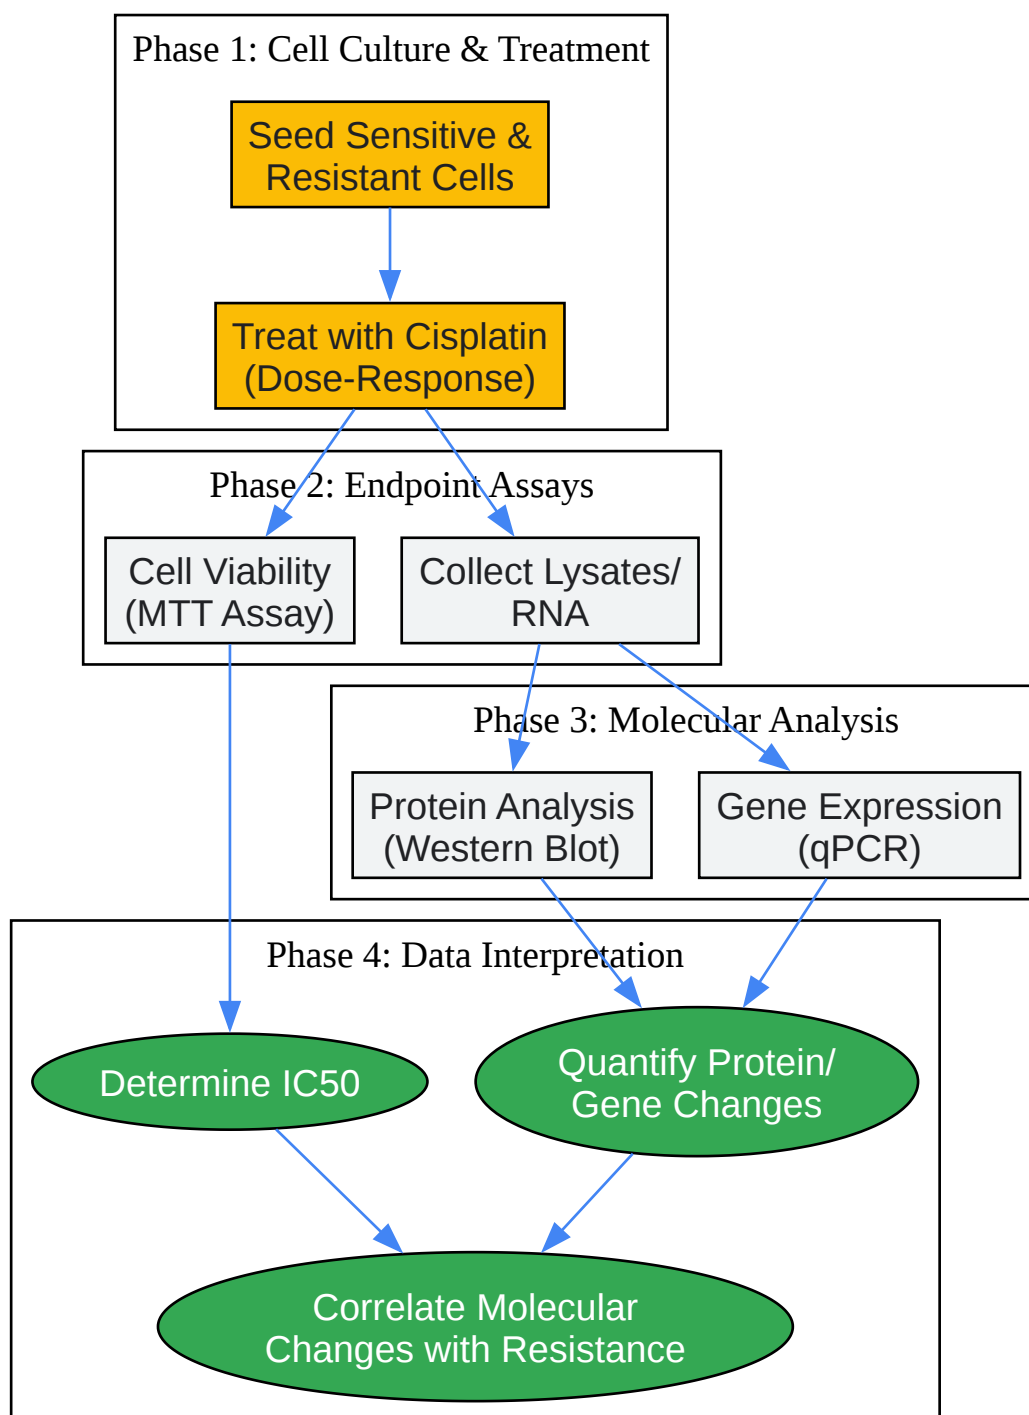 Phase 1: Cell Culture & Treatment
Seed Sensitive &
Resistant Cells
Treat with Cisplatin
(Dose-Response)
Phase 2: Endpoint Assays
Cell Viability
(MTT Assay)
Collect Lysates/
RNA
Phase 3: Molecular Analysis
Protein Analysis
(Western Blot)
Gene Expression
(qPCR)
Phase 4: Data Interpretation
Determine IC50
Quantify Protein/
Gene Changes
Correlate Molecular
Changes with Resistance